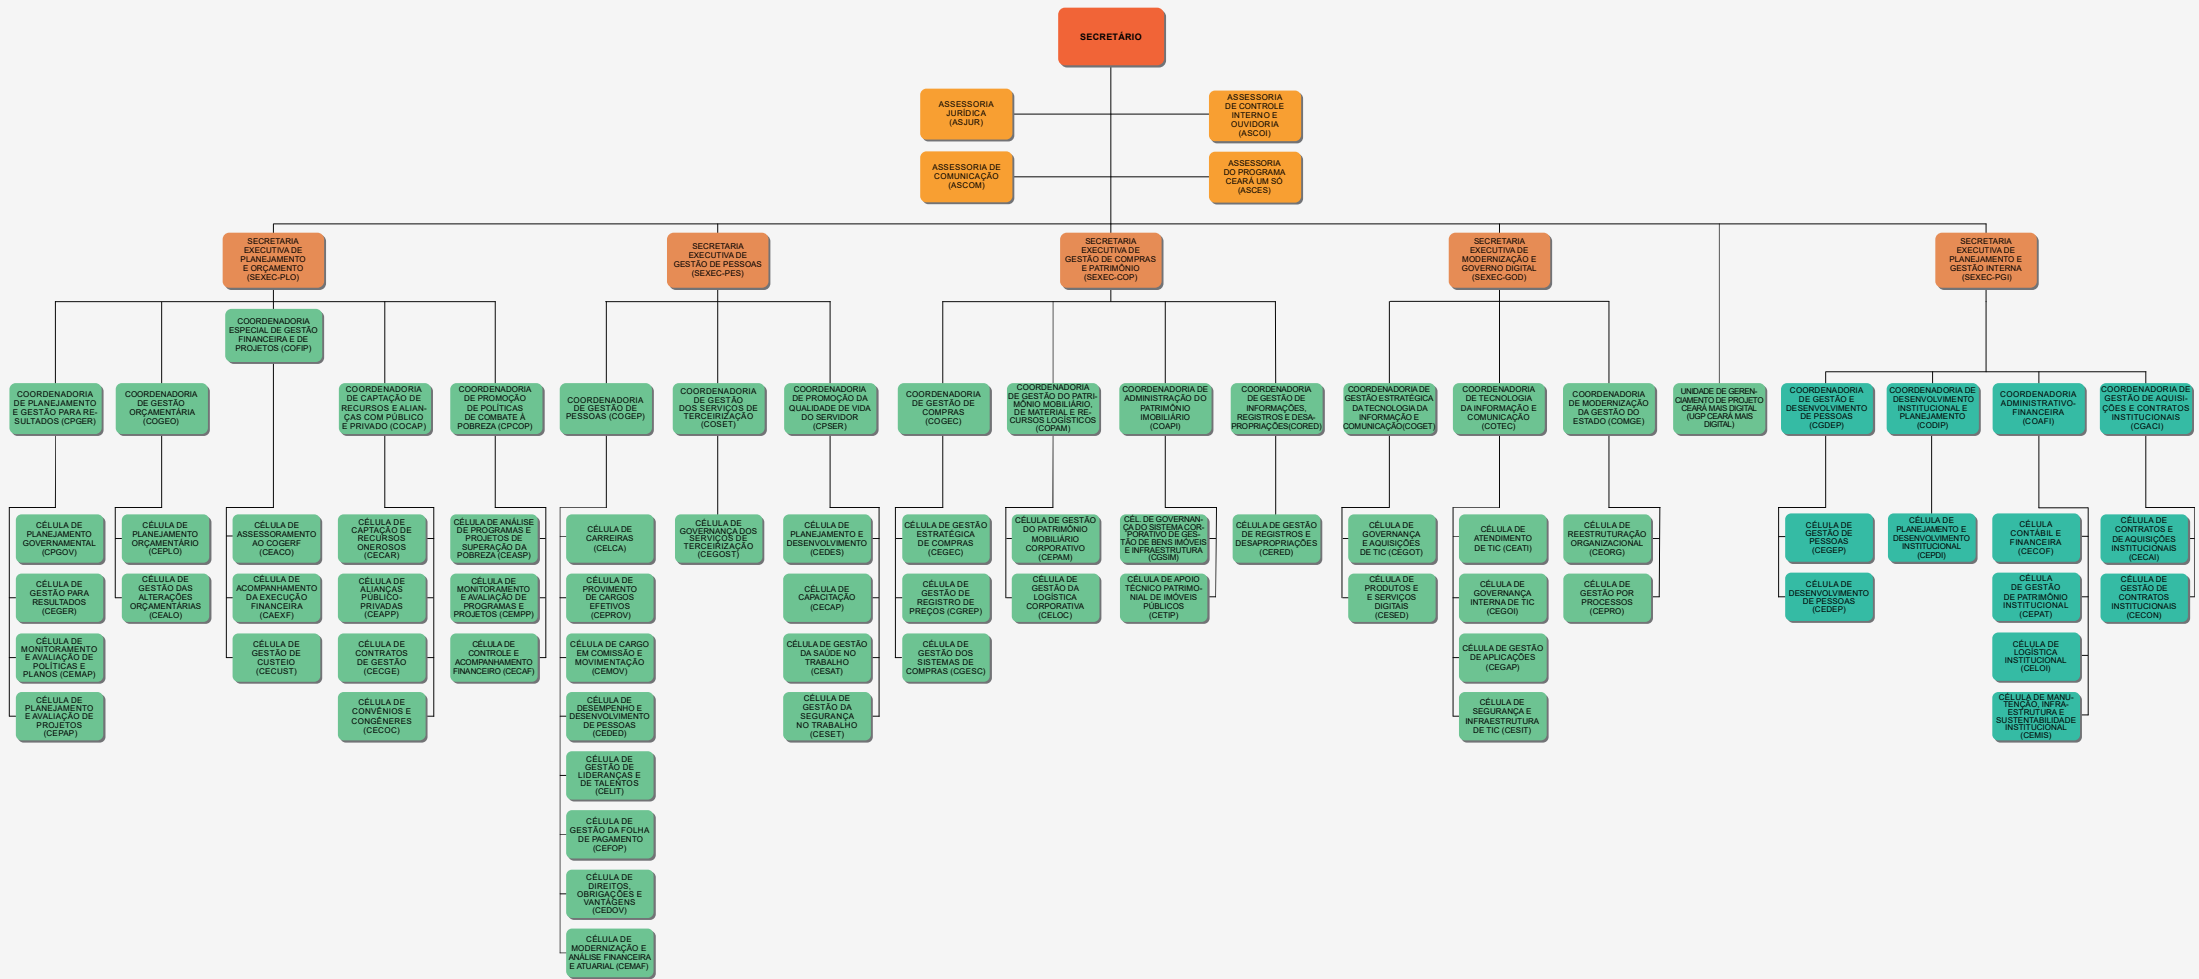 SECRETÁRIO
ASSESSORIA
JURÍDICA
(ASJUR)
ASSESSORIA
DE CONTROLE
INTERNO E
OUVIDORIA
(ASCOI)
ASSESSORIA DE
COMUNICAÇÃO
(ASCOM)
ASSESSORIA
DO PROGRAMA
CEARÁ UM SÓ
(ASCES)
SECRETARIA
EXECUTIVA DE
PLANEJAMENTO
E ORÇAMENTO
(SEXEC-PLO)
SECRETARIA
EXECUTIVA DE
GESTÃO DE PESSOAS
(SEXEC-PES)
SECRETARIA
EXECUTIVA DE
GESTÃO DE COMPRAS
E PATRIMÔNIO
(SEXEC-COP)
SECRETARIA
EXECUTIVA DE
MODERNIZAÇÃO E
GOVERNO DIGITAL
(SEXEC-GOD)
SECRETARIA
EXECUTIVA DE
PLANEJAMENTO E
GESTÃO INTERNA
(SEXEC-PGI)
COORDENADORIA
ESPECIAL DE GESTÃO
FINANCEIRA E DE
PROJETOS (COFIP)
COORDENADORIA
DE PLANEJAMENTO
E GESTÃO PARA RE-
SULTADOS (CPGER)
COORDENADORIA
DE GESTÃO
ORÇAMENTÁRIA
(COGEO)
COORDENADORIA
DE CAPTAÇÃO DE
RECURSOS E ALIAN-
ÇAS COM PÚBLICO
E PRIVADO (COCAP)
COORDENADORIA
DE PROMOÇÃO
DE POLÍTICAS
DE COMBATE À
POBREZA (CPCOP)
COORDENADORIA
DE GESTÃO DE
PESSOAS (COGEP)
COORDENADORIA
DE GESTÃO
DOS SERVIÇOS DE
TERCEIRIZAÇÃO
(COSET)
COORDENADORIA
DE PROMOÇÃO DA
QUALIDADE DE VIDA
DO SERVIDOR
(CPSER)
COORDENADORIA
DE GESTÃO DE
COMPRAS
(COGEC)
COORDENADORIA
DE GESTÃO DO PATRI-
MÔNIO MOBILIÁRIO,
DE MATERIAL E RE-
CURSOS LOGÍSTICOS
(COPAM)
COORDENADORIA DE
ADMINISTRAÇÃO DO
PATRIMÔNIO
IMOBILIÁRIO
(COAPI)
COORDENADORIA
DE GESTÃO DE
INFORMAÇÕES,
REGISTROS E DESA-
PROPRIAÇÕES(CORED)
COORDENADORIA DE
GESTÃO ESTRATÉGICA
DA TECNOLOGIA DA
INFORMAÇÃO E
COMUNICAÇÃO(COGET)
COORDENADORIA
DE TECNOLOGIA
DA INFORMAÇÃO E
COMUNICAÇÃO
(COTEC)
COORDENADORIA
DE MODERNIZAÇÃO
DA GESTÃO DO
ESTADO (COMGE)
UNIDADE DE GEREN-
CIAMENTO DE PROJETO
CEARÁ MAIS DIGITAL
(UGP CEARÁ MAIS
DIGITAL)
COORDENADORIA
DE GESTÃO E
DESENVOLVIMENTO
DE PESSOAS
(CGDEP)
COORDENADORIA DE
DESENVOLVIMENTO
INSTITUCIONAL E
PLANEJAMENTO
(CODIP)
COORDENADORIA
ADMINISTRATIVO-
FINANCEIRA
(COAFI)
COORDENADORIA DE
GESTÃO DE AQUISI-
ÇÕES E CONTRATOS
INSTITUCIONAIS
(CGACI)
CÉLULA DE
PLANEJAMENTO
GOVERNAMENTAL
(CPGOV)
CÉLULA DE
GESTÃO PARA
RESULTADOS
(CEGER)
CÉLULA DE
MONITORAMENTO
E AVALIAÇÃO DE
POLÍTICAS E
PLANOS (CEMAP)
CÉLULA DE
PLANEJAMENTO
E AVALIAÇÃO DE
PROJETOS
(CEPAP)
CÉLULA DE
PLANEJAMENTO
ORÇAMENTÁRIO
(CEPLO)
CÉLULA DE
GESTÃO DAS
ALTERAÇÕES
ORÇAMENTÁRIAS
(CEALO)
CÉLULA DE
ASSESSORAMENTO
AO COGERF
(CEACO)
CÉLULA DE
ACOMPANHAMENTO
DA EXECUÇÃO
FINANCEIRA
(CAEXF)
CÉLULA DE
GESTÃO DE
CUSTEIO
(CECUST)
CÉLULA DE
CAPTAÇÃO DE
RECURSOS
ONEROSOS
(CECAR)
CÉLULA DE
ALIANÇAS
PÚBLICO-
PRIVADAS
(CEAPP)
CÉLULA DE
CONTRATOS
DE GESTÃO
(CECGE)
CÉLULA DE
CONVÊNIOS E
CONGÊNERES
(CECOC)
CÉLULA DE ANÁLISE
DE PROGRAMAS E
PROJETOS DE
SUPERAÇÃO DA
POBREZA (CEASP)
CÉLULA DE
MONITORAMENTO
E AVALIAÇÃO DE
PROGRAMAS E
PROJETOS (CEMPP)
CÉLULA DE
CONTROLE E
ACOMPANHAMENTO
FINANCEIRO (CECAF)
CÉLULA DE
CARREIRAS
(CELCA)
CÉLULA DE
PROVIMENTO
DE CARGOS
EFETIVOS
(CEPROV)
CÉLULA DE CARGO
EM COMISSÃO E
MOVIMENTAÇÃO
(CEMOV)
CÉLULA DE
DESEMPENHO E
DESENVOLVIMENTO
DE PESSOAS
(CEDED)
CÉLULA DE
GESTÃO DE
LIDERANÇAS E
DE TALENTOS
(CELIT)
CÉLULA DE
GESTÃO DA FOLHA
DE PAGAMENTO
(CEFOP)
CÉLULA DE
DIREITOS,
OBRIGAÇÕES E
VANTAGENS
(CEDOV)
CÉLULA DE
MODERNIZAÇÃO E
ANÁLISE FINANCEIRA
E ATUARIAL (CEMAF)
CÉLULA DE
GOVERNANÇA DOS
SERVIÇOS DE
TERCEIRIZAÇÃO
(CEGOST)
CÉLULA DE
PLANEJAMENTO E
DESENVOLVIMENTO
(CEDES)
CÉLULA DE
CAPACITAÇÃO
(CECAP)
CÉLULA DE GESTÃO
DA SAÚDE NO
TRABALHO
(CESAT)
CÉLULA DE
GESTÃO DA
SEGURANÇA
NO TRABALHO
(CESET)
CÉLULA DE GESTÃO
ESTRATÉGICA
DE COMPRAS
(CEGEC)
CÉLULA DE
GESTÃO DE
REGISTRO DE
PREÇOS (CGREP)
CÉLULA DE
GESTÃO DOS
SISTEMAS DE
COMPRAS (CGESC)
CÉLULA DE GESTÃO
DO PATRIMÔNIO
MOBILIÁRIO
CORPORATIVO
(CEPAM)
CÉLULA DE
GESTÃO DA
LOGÍSTICA
CORPORATIVA
(CELOC)
CÉL. DE GOVERNAN-
ÇA DO SISTEMA COR-
PORATIVO DE GES-
TÃO DE BENS IMÓVEIS
E INFRAESTRUTURA
(CGSIM)
CÉLULA DE APOIO
TÉCNICO PATRIMO-
NIAL DE IMÓVEIS
PÚBLICOS
(CETIP)
CÉLULA DE GESTÃO
DE REGISTROS E
DESAPROPRIAÇÕES
(CERED)
CÉLULA DE
GOVERNANÇA
E AQUISIÇÕES
DE TIC (CEGOT)
CÉLULA DE
PRODUTOS E
E SERVIÇOS
DIGITAIS
(CESED)
CÉLULA DE
ATENDIMENTO
DE TIC (CEATI)
CÉLULA DE
GOVERNANÇA
INTERNA DE TIC
(CEGOI)
CÉLULA DE GESTÃO
DE APLICAÇÕES
(CEGAP)
CÉLULA DE
SEGURANÇA E
INFRAESTRUTURA
DE TIC (CESIT)
CÉLULA DE
REESTRUTURAÇÃO
ORGANIZACIONAL
(CEORG)
CÉLULA DE
GESTÃO POR
PROCESSOS
(CEPRO)
CÉLULA DE
GESTÃO DE
PESSOAS
(CEGEP)
CÉLULA DE
DESENVOLVIMENTO
DE PESSOAS
(CEDEP)
CÉLULA DE
PLANEJAMENTO E
DESENVOLVIMENTO
INSTITUCIONAL
(CEPDI)
CÉLULA
CONTÁBIL E
FINANCEIRA
(CECOF)
CÉLULA
DE GESTÃO
DE PATRIMÔNIO
INSTITUCIONAL
(CEPAT)
CÉLULA DE
LOGÍSTICA
INSTITUCIONAL
(CELOI)
CÉLULA DE MANU-
TENÇÃO, INFRA-
ESTRUTURA E
SUSTENTABILIDADE
INSTITUCIONAL
(CEMIS)
CÉLULA DE
CONTRATOS E
DE AQUISIÇÕES
INSTITUCIONAIS
(CECAI)
CÉLULA DE
GESTÃO DE
CONTRATOS
INSTITUCIONAIS
(CECON)